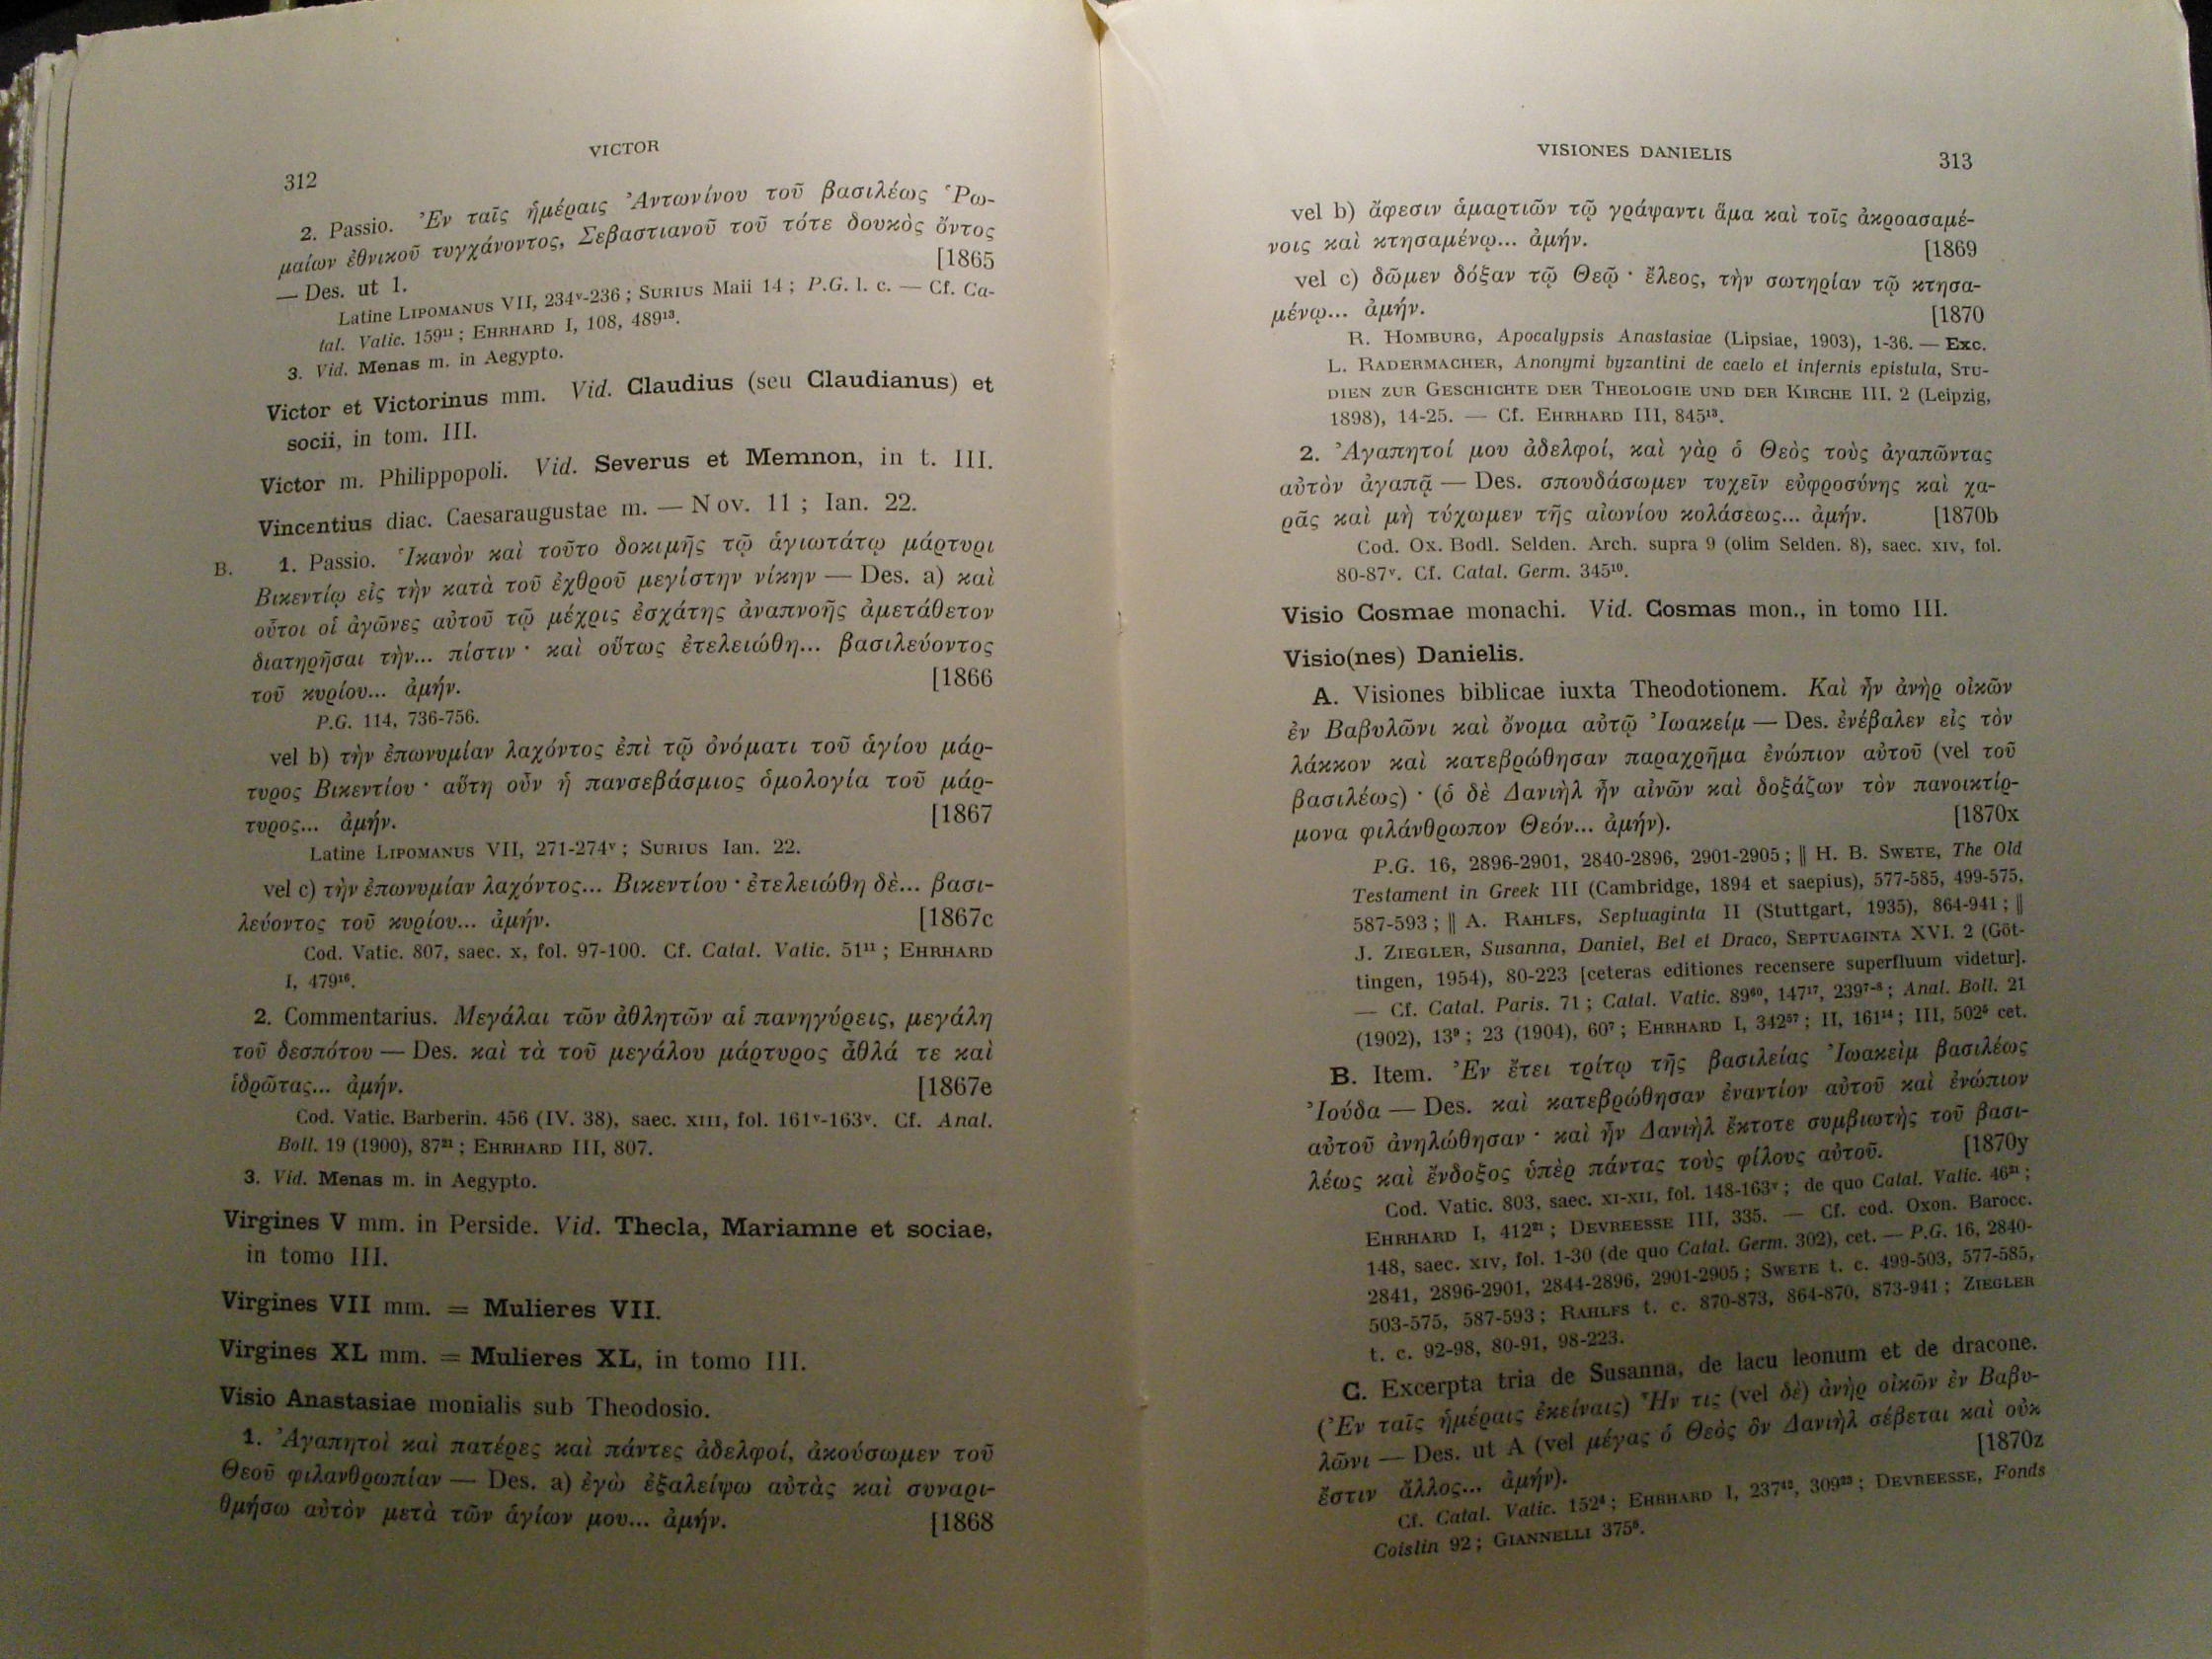 VICTOR
312
2. Passio. Ἐν ταῖς ἡμέραις Ἀντωνίνου τοῦ βασιλέως Ῥω-
μαίων ἐθνικοῦ τυγχάνοντος, Σεβαστιανοῦ τοῦ τότε δουκὸς ὄντος
— Des. ut 1. [1865
Latine LIPOMANUS VII, 234ᵛ-236 ; SURIUS Maii 14 ; P.G. l. c. — Cf. Ca-
tal. Vatic. 159¹¹ ; EHRHARD I, 108, 489¹³.
3. Vid. Menas m. in Aegypto.
Victor et Victorinus mm. Vid. Claudius (seu Claudianus) et
socii, in tom. III.
Victor m. Philippopoli. Vid. Severus et Memnon, in t. III.
Vincentius diac. Caesaraugustae m. — Nov. 11 ; Ian. 22.
B. 1. Passio. Ἱκανὸν καὶ τοῦτο δοκιμῆς τῷ ἁγιωτάτῳ μάρτυρι
Βικεντίῳ εἰς τὴν κατὰ τοῦ ἐχθροῦ μεγίστην νίκην — Des. a) καὶ
οὗτοι οἱ ἀγῶνες αὐτοῦ τῷ μέχρις ἐσχάτης ἀναπνοῆς ἀμετάθετον
διατηρῆσαι τὴν... πίστιν · καὶ οὕτως ἐτελειώθη... βασιλεύοντος
τοῦ κυρίου... ἀμήν. [1866
P.G. 114, 736-756.
vel b) τὴν ἐπωνυμίαν λαχόντος ἐπὶ τῷ ὀνόματι τοῦ ἁγίου μάρ-
τυρος Βικεντίου · αὕτη οὖν ἡ πανσεβάσμιος ὁμολογία τοῦ μάρ-
τυρος... ἀμήν. [1867
Latine LIPOMANUS VII, 271-274ᵛ ; SURIUS Ian. 22.
vel c) τὴν ἐπωνυμίαν λαχόντος... Βικεντίου · ἐτελειώθη δὲ... βασι-
λεύοντος τοῦ κυρίου... ἀμήν. [1867c
Cod. Vatic. 807, saec. X, fol. 97-100. Cf. Catal. Vatic. 51¹¹ ; EHRHARD
I, 479¹⁶.
2. Commentarius. Μεγάλαι τῶν ἀθλητῶν αἱ πανηγύρεις, μεγάλη
τοῦ δεσπότου — Des. καὶ τὰ τοῦ μεγάλου μάρτυρος ἆθλά τε καὶ
ἱδρῶτας... ἀμήν. [1867e
Cod. Vatic. Barberin. 456 (IV. 38), saec. XIII, fol. 161ᵛ-163ᵛ. Cf. Anal.
Boll. 19 (1900), 87²¹ ; EHRHARD III, 807.
3. Vid. Menas m. in Aegypto.
Virgines V mm. in Perside. Vid. Thecla, Mariamne et sociae,
in tomo III.
Virgines VII mm. = Mulieres VII.
Virgines XL mm. = Mulieres XL, in tomo III.
Visio Anastasiae monialis sub Theodosio.
1. Ἀγαπητοὶ καὶ πατέρες καὶ πάντες ἀδελφοί, ἀκούσωμεν τοῦ
Θεοῦ φιλανθρωπίαν — Des. a) ἐγὼ ἐξαλείψω αὐτὰς καὶ συναρι-
θμήσω αὐτὸν μετὰ τῶν ἁγίων μου... ἀμήν. [1868
VISIONES DANIELIS
313
vel b) ἄφεσιν ἁμαρτιῶν τῷ γράψαντι ἅμα καὶ τοῖς ἀκροασαμέ-
νοις καὶ κτησαμένῳ... ἀμήν. [1869
vel c) δῶμεν δόξαν τῷ Θεῷ · ἔλεος, τὴν σωτηρίαν τῷ κτησα-
μένῳ... ἀμήν. [1870
R. HOMBURG, Apocalypsis Anastasiae (Lipsiae, 1903), 1-36. — Exc.
L. RADERMACHER, Anonymi byzantini de caelo et infernis epistula, STU-
DIEN ZUR GESCHICHTE DER THEOLOGIE UND DER KIRCHE III. 2 (Leipzig,
1898), 14-25. — Cf. EHRHARD III, 845¹³.
2. Ἀγαπητοί μου ἀδελφοί, καὶ γὰρ ὁ Θεὸς τοὺς ἀγαπῶντας
αὐτὸν ἀγαπᾷ — Des. σπουδάσωμεν τυχεῖν εὐφροσύνης καὶ χα-
ρᾶς καὶ μὴ τύχωμεν τῆς αἰωνίου κολάσεως... ἀμήν. [1870b
Cod. Ox. Bodl. Selden. Arch. supra 9 (olim Selden. 8), saec. XIV, fol.
80-87ᵛ. Cf. Catal. Germ. 345¹⁰.
Visio Cosmae monachi. Vid. Cosmas mon., in tomo III.
Visio(nes) Danielis.
A. Visiones biblicae iuxta Theodotionem. Καὶ ἦν ἀνὴρ οἰκῶν
ἐν Βαβυλῶνι καὶ ὄνομα αὐτῷ Ἰωακείμ — Des. ἐνέβαλεν εἰς τὸν
λάκκον καὶ κατεβρώθησαν παραχρῆμα ἐνώπιον αὐτοῦ (vel τοῦ
βασιλέως) · (ὁ δὲ Δανιὴλ ἦν αἰνῶν καὶ δοξάζων τὸν πανοικτίρ-
μονα φιλάνθρωπον Θεόν... ἀμήν). [1870x
P.G. 16, 2896-2901, 2840-2896, 2901-2905 ; ‖ H. B. SWETE, The Old
Testament in Greek III (Cambridge, 1894 et saepius), 577-585, 499-575,
587-593 ; ‖ A. RAHLFS, Septuaginta II (Stuttgart, 1935), 864-941 ; ‖
J. ZIEGLER, Susanna, Daniel, Bel et Draco, SEPTUAGINTA XVI. 2 (Göt-
tingen, 1954), 80-223 [ceteras editiones recensere superfluum videtur].
— Cf. Catal. Paris. 71 ; Catal. Vatic. 89⁶⁰, 147¹⁷, 239⁷⁻⁸ ; Anal. Boll. 21
(1902), 13⁹ ; 23 (1904), 60⁷ ; EHRHARD I, 342⁵⁷ ; II, 161¹⁴ ; III, 502⁵ cet.
B. Item. Ἐν ἔτει τρίτῳ τῆς βασιλείας Ἰωακεὶμ βασιλέως
Ἰούδα — Des. καὶ κατεβρώθησαν ἐναντίον αὐτοῦ καὶ ἐνώπιον
αὐτοῦ ἀνηλώθησαν · καὶ ἦν Δανιὴλ ἔκτοτε συμβιωτὴς τοῦ βασι-
λέως καὶ ἔνδοξος ὑπὲρ πάντας τοὺς φίλους αὐτοῦ. [1870y
Cod. Vatic. 803, saec. XI-XII, fol. 148-163ᵛ ; de quo Catal. Vatic. 46²¹ ;
EHRHARD I, 412²¹ ; DEVREESSE III, 335. — Cf. cod. Oxon. Barocc.
148, saec. XIV, fol. 1-30 (de quo Catal. Germ. 302), cet. — P.G. 16, 2840-
2841, 2896-2901, 2844-2896, 2901-2905 ; SWETE t. c. 499-503, 577-585,
503-575, 587-593 ; RAHLFS t. c. 870-873, 864-870, 873-941 ; ZIEGLER
t. c. 92-98, 80-91, 98-223.
C. Excerpta tria de Susanna, de lacu leonum et de dracone.
(Ἐν ταῖς ἡμέραις ἐκείναις) Ἦν τις (vel δὲ) ἀνὴρ οἰκῶν ἐν Βαβυ-
λῶνι — Des. ut A (vel μέγας ὁ Θεὸς ὃν Δανιὴλ σέβεται καὶ οὐκ
ἔστιν ἄλλος... ἀμήν). [1870z
Cf. Catal. Vatic. 152⁴ ; EHRHARD I, 237⁴², 309²³ ; DEVREESSE, Fonds
Coislin 92 ; GIANNELLI 375⁸.